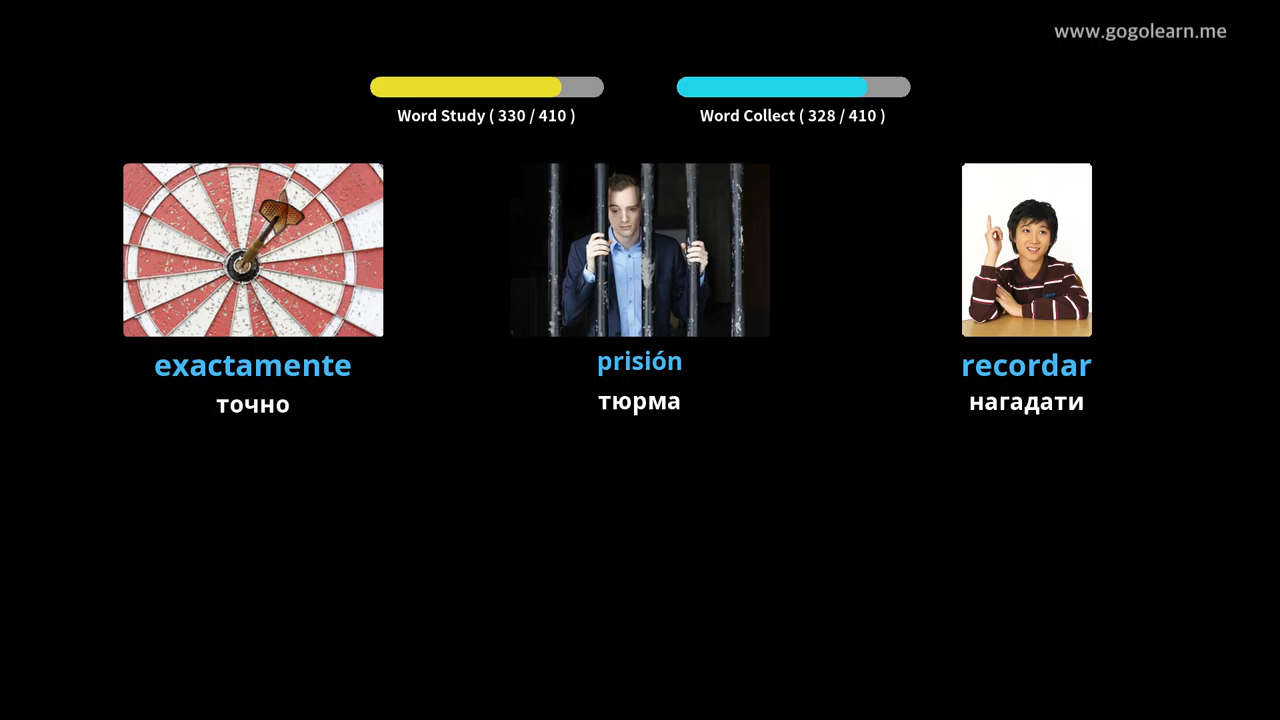 www.gogolearn.me
Word Study ( 330 / 410 )
Word Collect ( 328 / 410 )
exactamente
точно
prisión
тюрма
recordar
нагадати